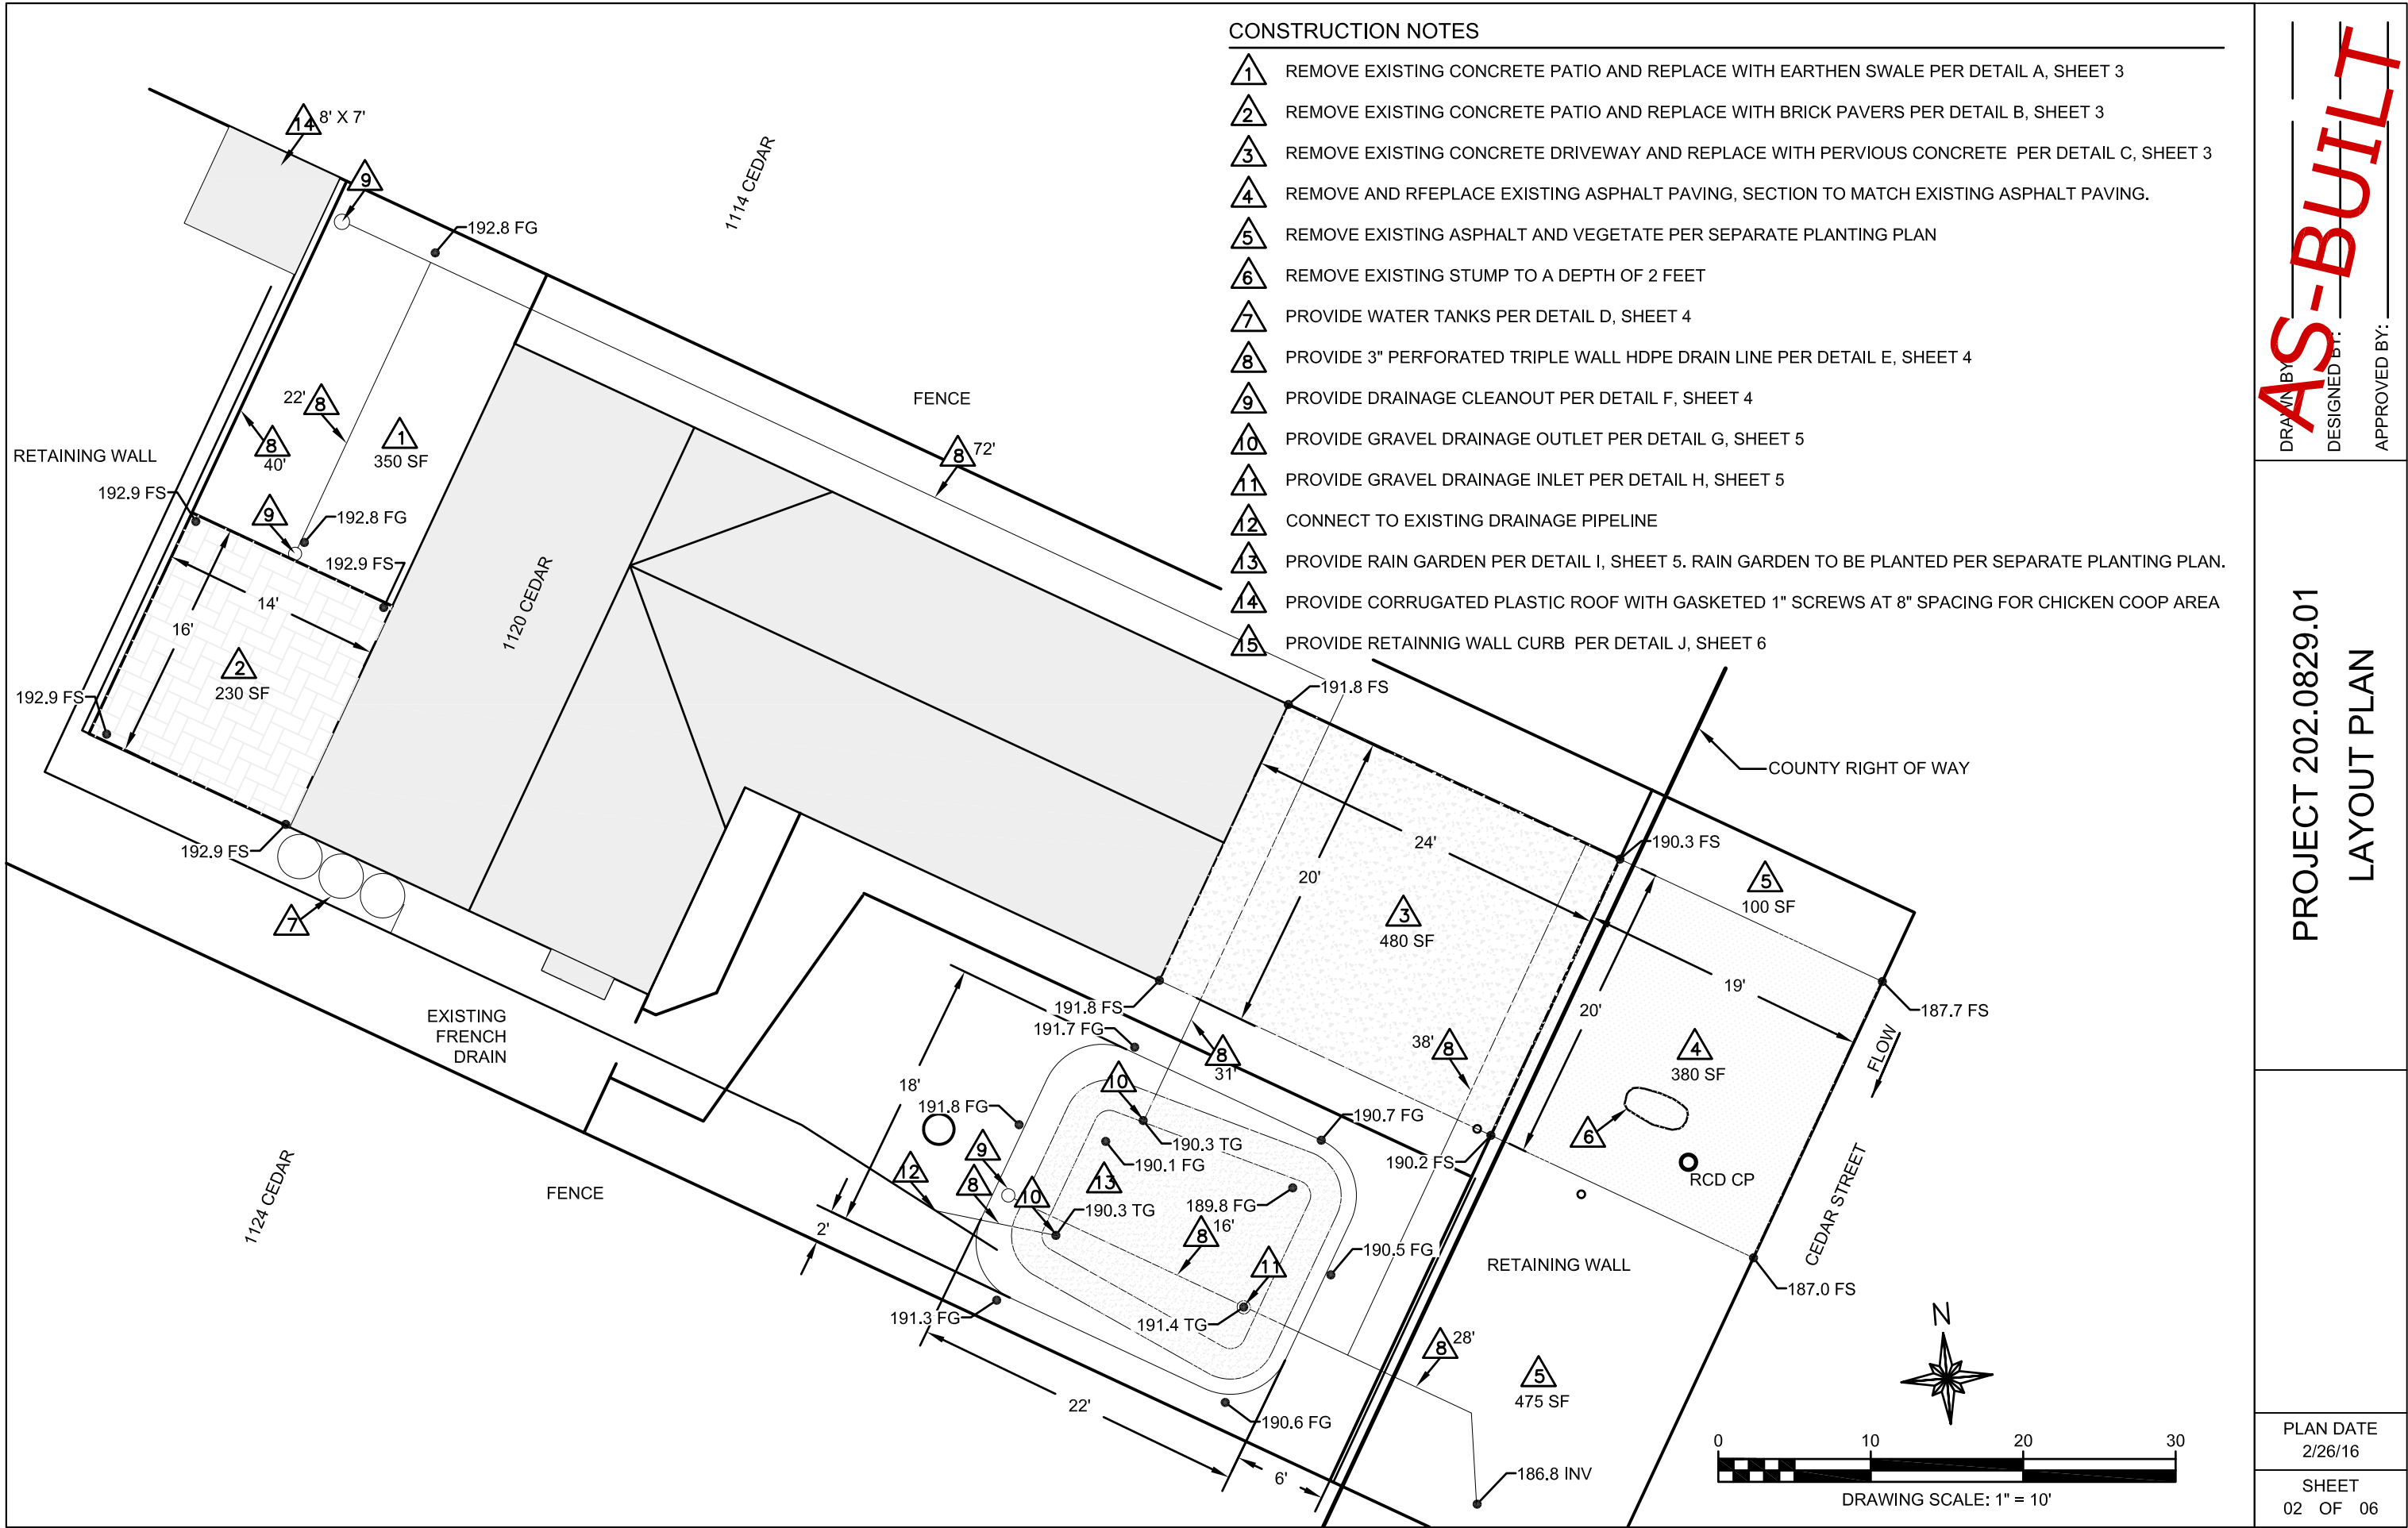 CONSTRUCTION NOTES
1 REMOVE EXISTING CONCRETE PATIO AND REPLACE WITH EARTHEN SWALE PER DETAIL A, SHEET 3
2 REMOVE EXISTING CONCRETE PATIO AND REPLACE WITH BRICK PAVERS PER DETAIL B, SHEET 3
3 REMOVE EXISTING CONCRETE DRIVEWAY AND REPLACE WITH PERVIOUS CONCRETE PER DETAIL C, SHEET 3
4 REMOVE AND RFEPLACE EXISTING ASPHALT PAVING, SECTION TO MATCH EXISTING ASPHALT PAVING.
5 REMOVE EXISTING ASPHALT AND VEGETATE PER SEPARATE PLANTING PLAN
6 REMOVE EXISTING STUMP TO A DEPTH OF 2 FEET
7 PROVIDE WATER TANKS PER DETAIL D, SHEET 4
8 PROVIDE 3" PERFORATED TRIPLE WALL HDPE DRAIN LINE PER DETAIL E, SHEET 4
9 PROVIDE DRAINAGE CLEANOUT PER DETAIL F, SHEET 4
10 PROVIDE GRAVEL DRAINAGE OUTLET PER DETAIL G, SHEET 5
11 PROVIDE GRAVEL DRAINAGE INLET PER DETAIL H, SHEET 5
12 CONNECT TO EXISTING DRAINAGE PIPELINE
13 PROVIDE RAIN GARDEN PER DETAIL I, SHEET 5. RAIN GARDEN TO BE PLANTED PER SEPARATE PLANTING PLAN.
14 PROVIDE CORRUGATED PLASTIC ROOF WITH GASKETED 1" SCREWS AT 8" SPACING FOR CHICKEN COOP AREA
15 PROVIDE RETAINNIG WALL CURB PER DETAIL J, SHEET 6
14 8' X 7'
9
192.8 FG
1114 CEDAR
FENCE
8 72'
22' 8
1
350 SF
8
40'
RETAINING WALL
192.9 FS
9
192.8 FG
192.9 FS
14'
16'
2
230 SF
192.9 FS
192.9 FS
1120 CEDAR
7
EXISTING
FRENCH
DRAIN
FENCE
1124 CEDAR
191.8 FS
COUNTY RIGHT OF WAY
24'
20'
3
480 SF
190.3 FS
5
100 SF
19'
20'
187.7 FS
FLOW
4
380 SF
6
RCD CP
CEDAR STREET
187.0 FS
191.8 FS
191.7 FG
8
31'
38' 8
190.2 FS
18'
191.8 FG
10
190.3 TG
190.1 FG
190.7 FG
9
12
8
10
13
190.3 TG
189.8 FG
8 16'
11
190.5 FG
191.4 TG
2'
191.3 FG
22'
190.6 FG
6'
RETAINING WALL
8 28'
5
475 SF
186.8 INV
N
0 10 20 30
DRAWING SCALE: 1" = 10'
AS-BUILT
DRAWN BY:
DESIGNED BY:
APPROVED BY:
PROJECT 202.0829.01
LAYOUT PLAN
PLAN DATE
2/26/16
SHEET
02 OF 06